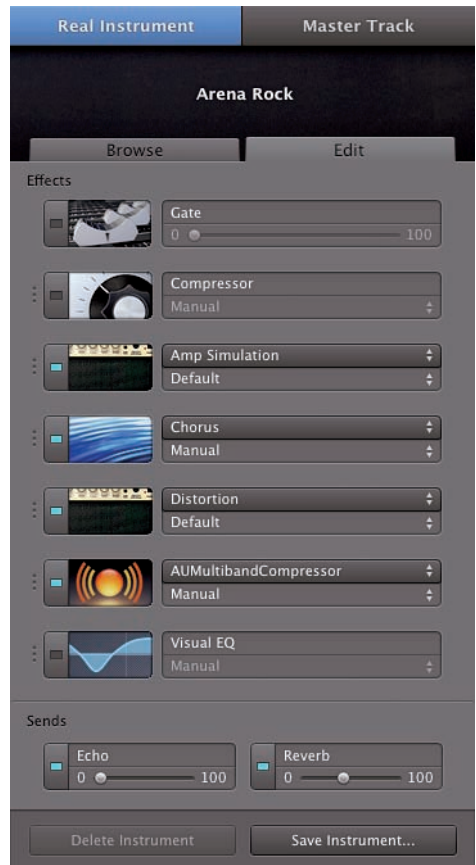 Real Instrument Master Track
Arena Rock
Browse Edit
Effects
Gate
0 100
Compressor
Manual
Amp Simulation
Default
Chorus
Manual
Distortion
Default
AUMultibandCompressor
Manual
Visual EQ
Manual
Sends
Echo Reverb
0 100 0 100
Delete Instrument Save Instrument...